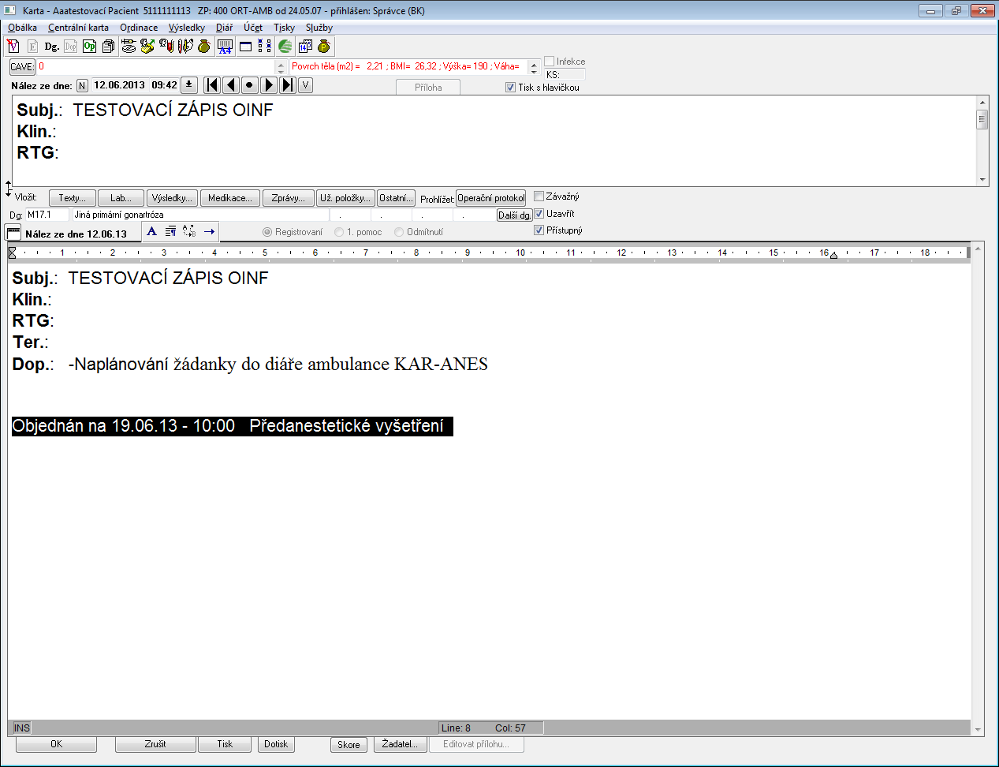 Karta - Aaatestovací Pacient 5111111113 ZP: 400 ORT-AMB od 24.05.07 - přihlášen: Správce (BK)
Obálka Centrální karta Ordinace Výsledky Diář Účet Tisky Služby
V E Dg. Dop Op A4 14 P
CAVE: 0 Povrch těla (m2) = 2,21 ; BMI= 26,32 ; Výška= 190 ; Váha= Infekce
KS:
Nález ze dne: N 12.06.2013 09:42 V Příloha Tisk s hlavičkou
Subj.: TESTOVACÍ ZÁPIS OINF
Klin.:
RTG:
Vložit: Texty... Lab... Výsledky... Medikace... Zprávy... Už. položky... Ostatní... Prohlížet: Operační protokol Závažný
Dg: M17.1 Jiná primární gonartróza . . . . Další dg. Uzavřít
Nález ze dne 12.06.13 A Registrovaní 1. pomoc Odmítnutí Přístupný
1 2 3 4 5 6 7 8 9 10 11 12 13 14 15 16 17 18
Subj.: TESTOVACÍ ZÁPIS OINF
Klin.:
RTG:
Ter.:
Dop.: -Naplánování žádanky do diáře ambulance KAR-ANES
Objednán na 19.06.13 - 10:00 Předanestetické vyšetření
INS Line: 8 Col: 57
OK Zrušit Tisk Dotisk Skore Žadatel... Editovat přílohu...